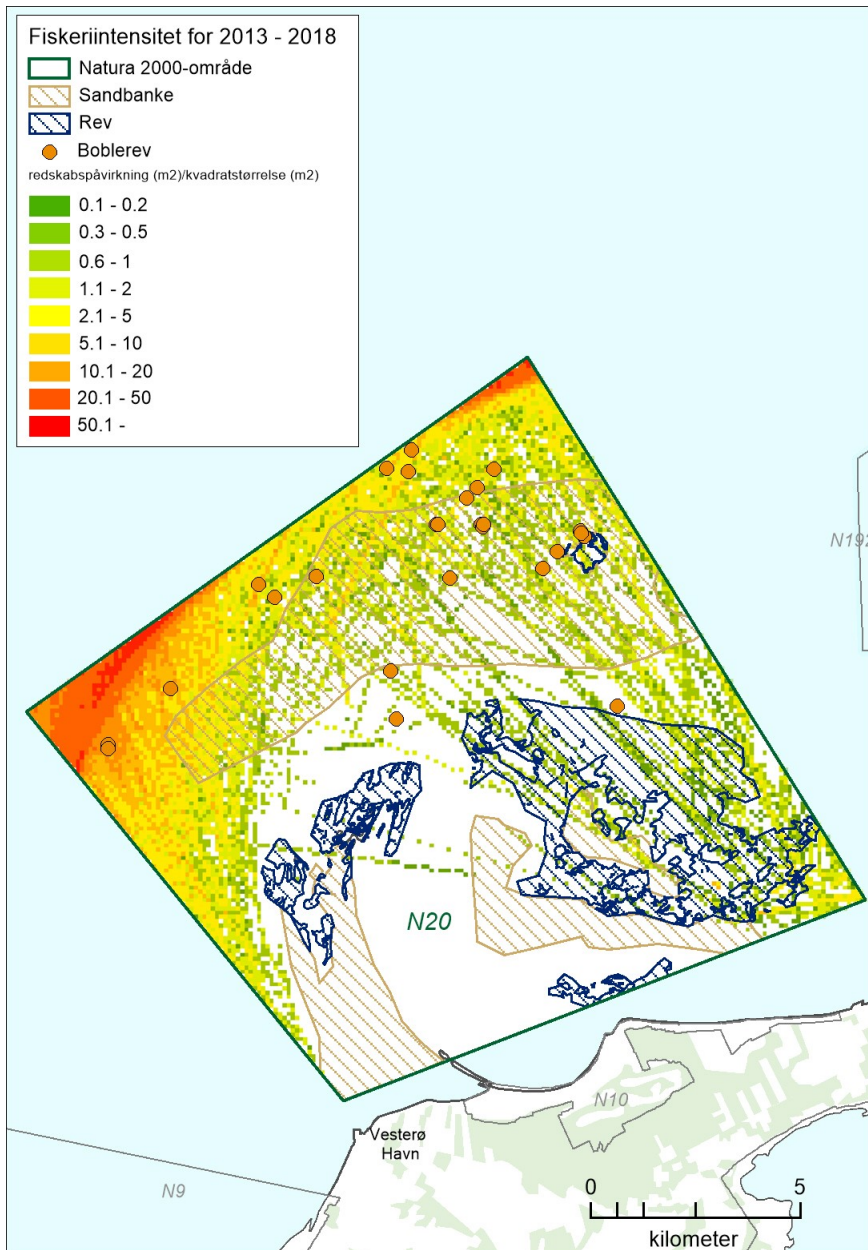 Fiskeriintensitet for 2013 - 2018
Natura 2000-område
Sandbanke
Rev
Boblerev
redskabspåvirkning (m2)/kvadratstørrelse (m2)
0.1 - 0.2
0.3 - 0.5
0.6 - 1
1.1 - 2
2.1 - 5
5.1 - 10
10.1 - 20
20.1 - 50
50.1 -
N192
N20
N10
Vesterø
Havn
N9
0 5
kilometer